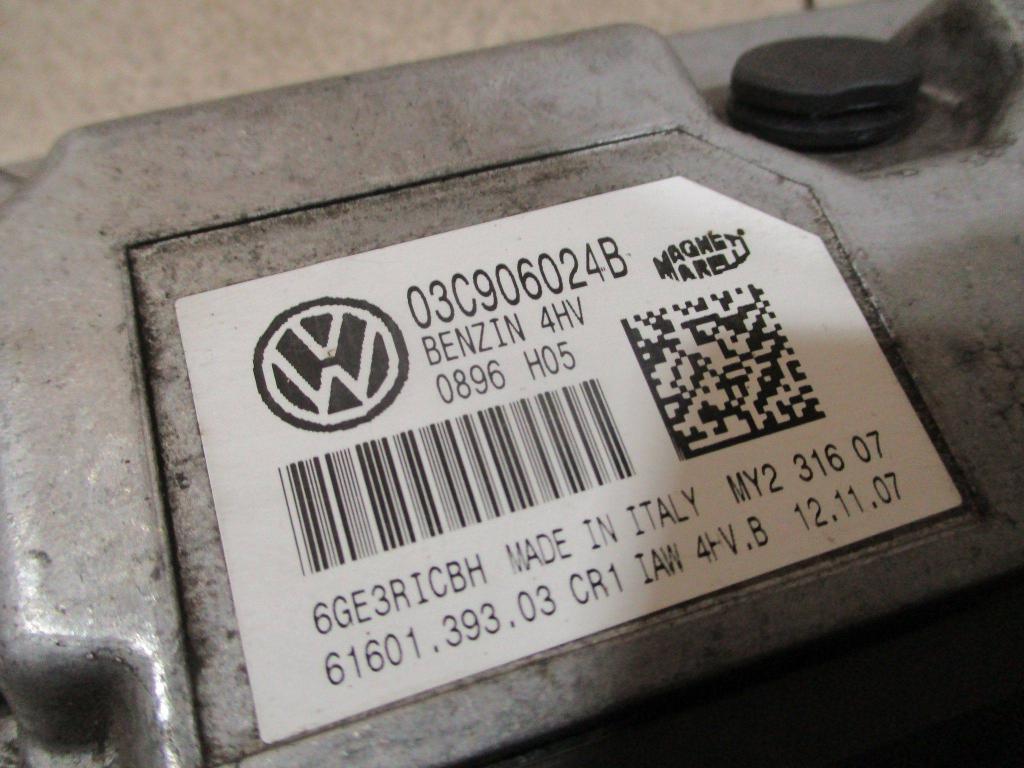 03C906024B
BENZIN 4HV
0896 H05
MAGNETI
MARELLI
6GE3RICBH MADE IN ITALY MY2 316 07
61601.393.03 CR1 IAW 4HV.B 12.11.07